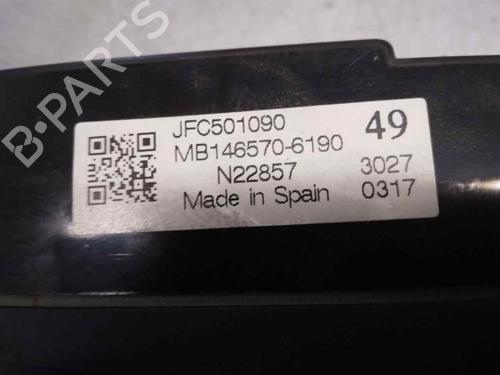 B-PARTS
JFC501090 49
MB146570-6190
N22857 3027
Made in Spain 0317